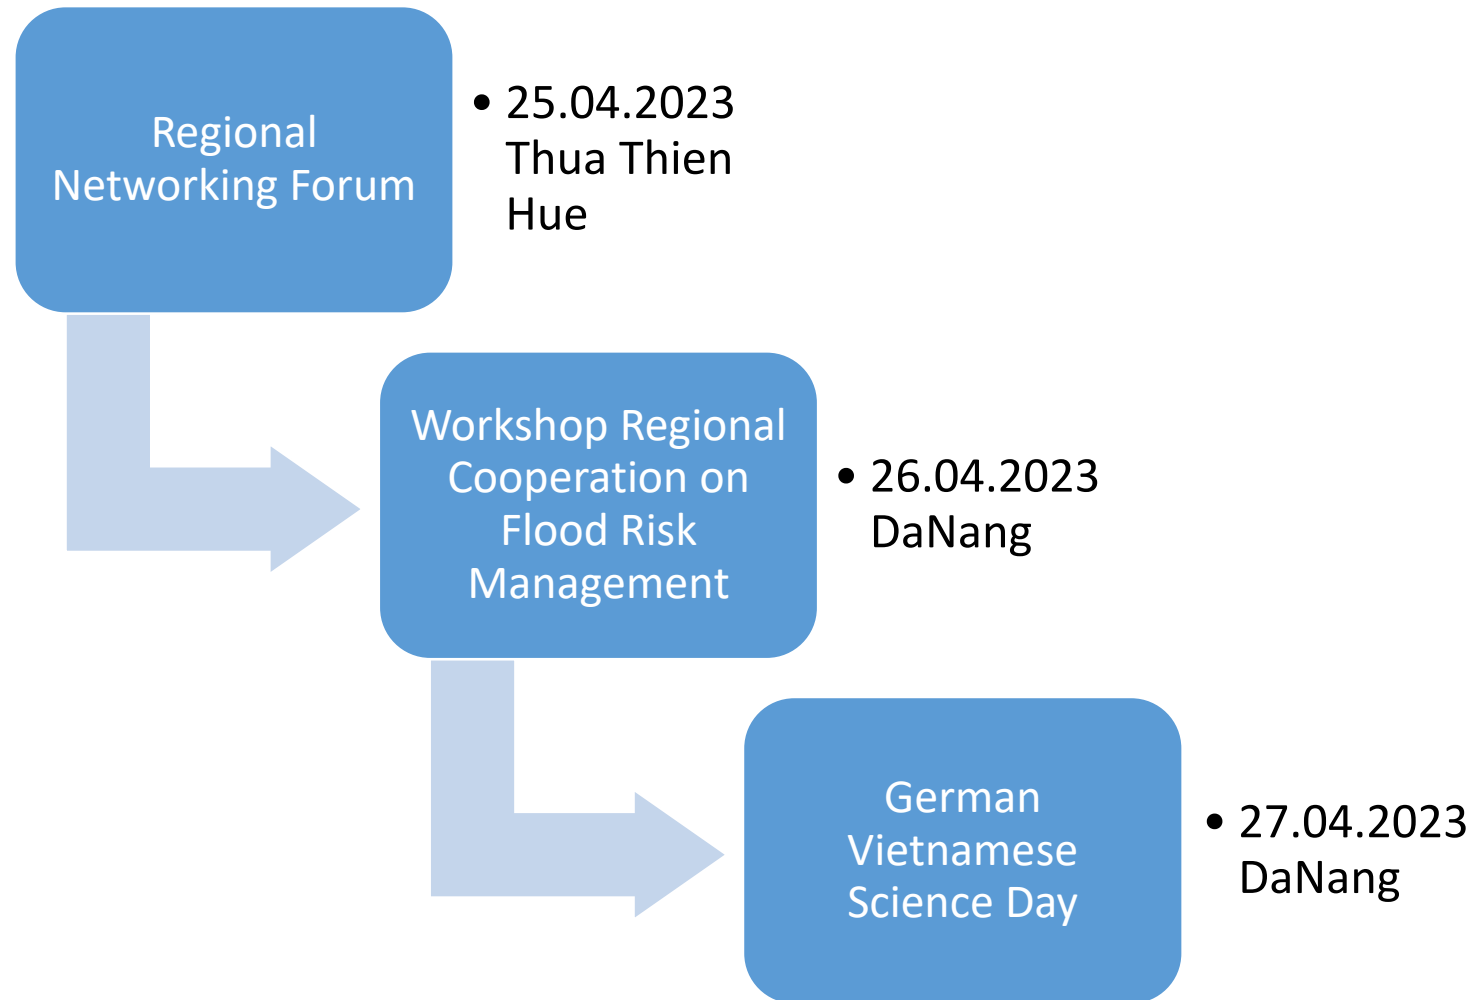 Regional
Networking Forum
• 25.04.2023
Thua Thien
Hue
Workshop Regional
Cooperation on
Flood Risk
Management
• 26.04.2023
DaNang
German
Vietnamese
Science Day
• 27.04.2023
DaNang